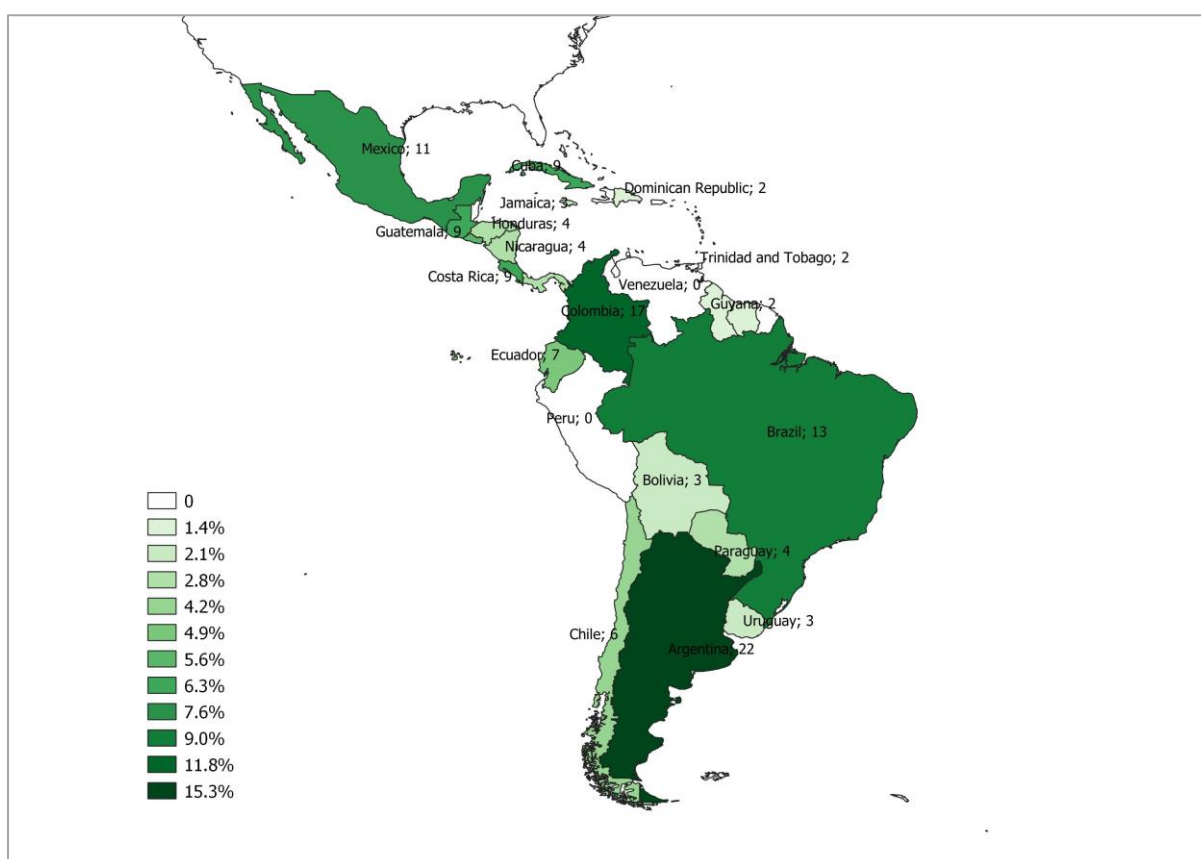 Mexico; 11
Cuba; 9
Dominican Republic; 2
Jamaica; 3
Honduras; 4
Guatemala; 9
Nicaragua; 4
Trinidad and Tobago; 2
Costa Rica; 9
Venezuela; 0
Guyana; 2
Colombia; 17
Ecuador; 7
Peru; 0
Brazil; 13
Bolivia; 3
Paraguay; 4
Uruguay; 3
Chile; 6
Argentina; 22
0
1.4%
2.1%
2.8%
4.2%
4.9%
5.6%
6.3%
7.6%
9.0%
11.8%
15.3%